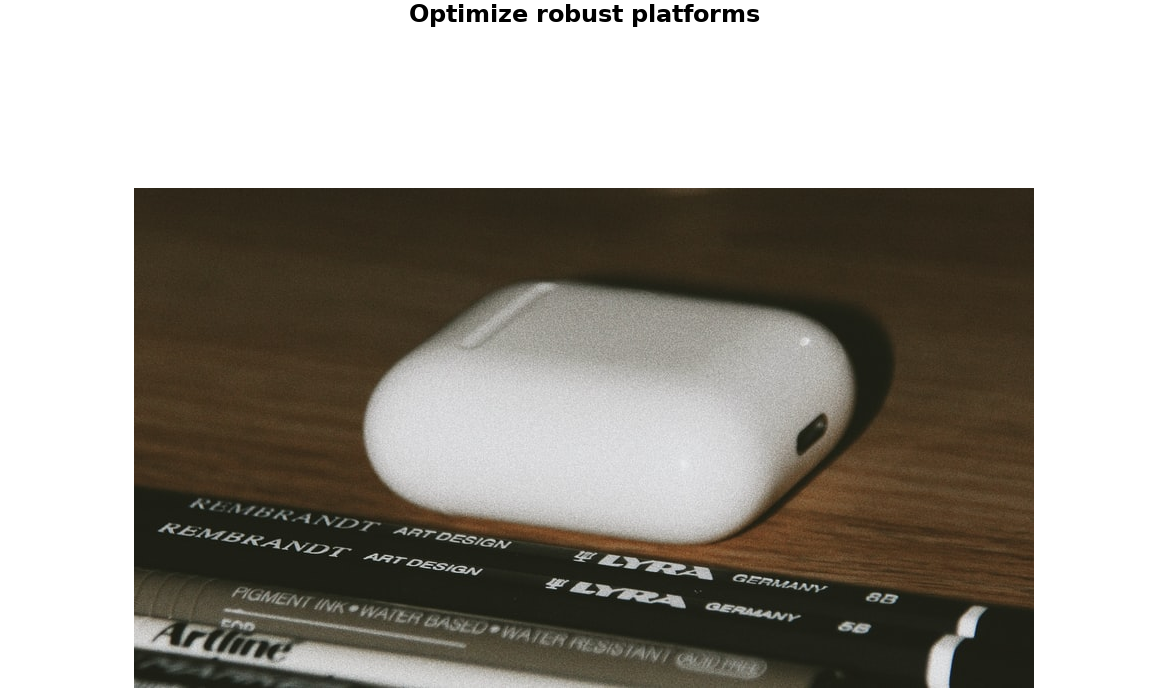 Optimize robust platforms
REMBRANDT ART DESIGN LYRA GERMANY 8B
REMBRANDT ART DESIGN LYRA GERMANY 5B
PIGMENT INK • WATER BASED • WATER RESISTANT ACID FREE
FOR
Artline